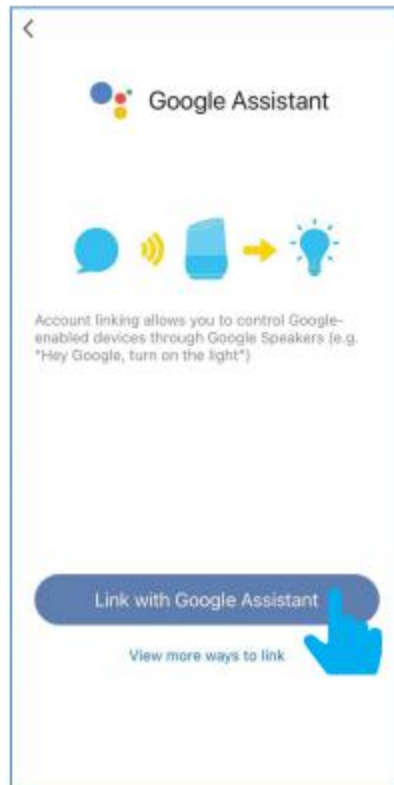 Google Assistant
Account linking allows you to control Google-
enabled devices through Google Speakers (e.g.
"Hey Google, turn on the light")
Link with Google Assistant
View more ways to link